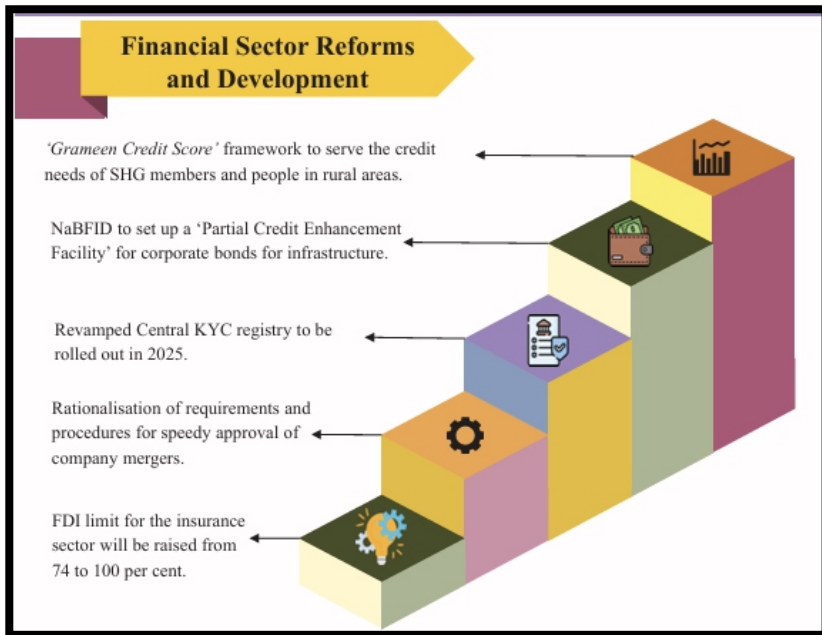 Financial Sector Reforms
and Development
‘Grameen Credit Score’ framework to serve the credit
needs of SHG members and people in rural areas.
NaBFID to set up a ‘Partial Credit Enhancement
Facility’ for corporate bonds for infrastructure.
Revamped Central KYC registry to be
rolled out in 2025.
Rationalisation of requirements and
procedures for speedy approval of
company mergers.
FDI limit for the insurance
sector will be raised from
74 to 100 per cent.